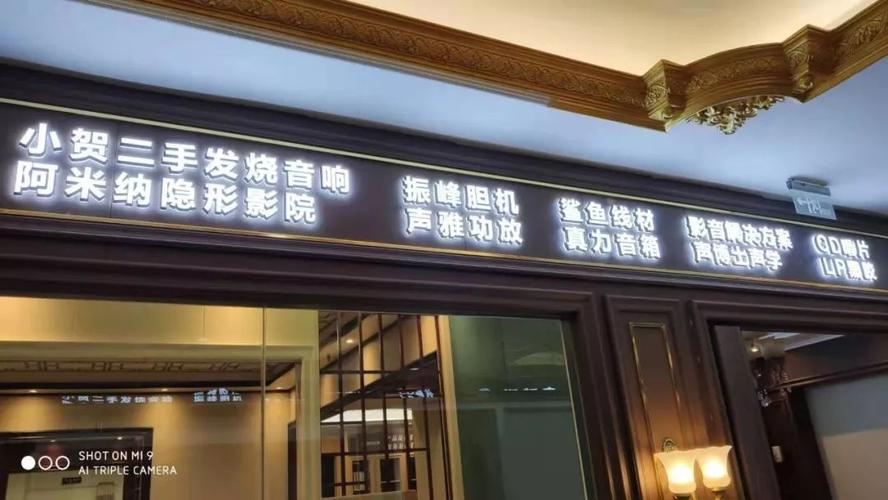 小贺二手发烧音响
阿米纳隐形影院
振峰胆机
声雅功放
鲨鱼线材
真力音箱
影音解决方案
声博士声学
CD唱片
LP黑胶
SHOT ON MI 9
AI TRIPLE CAMERA